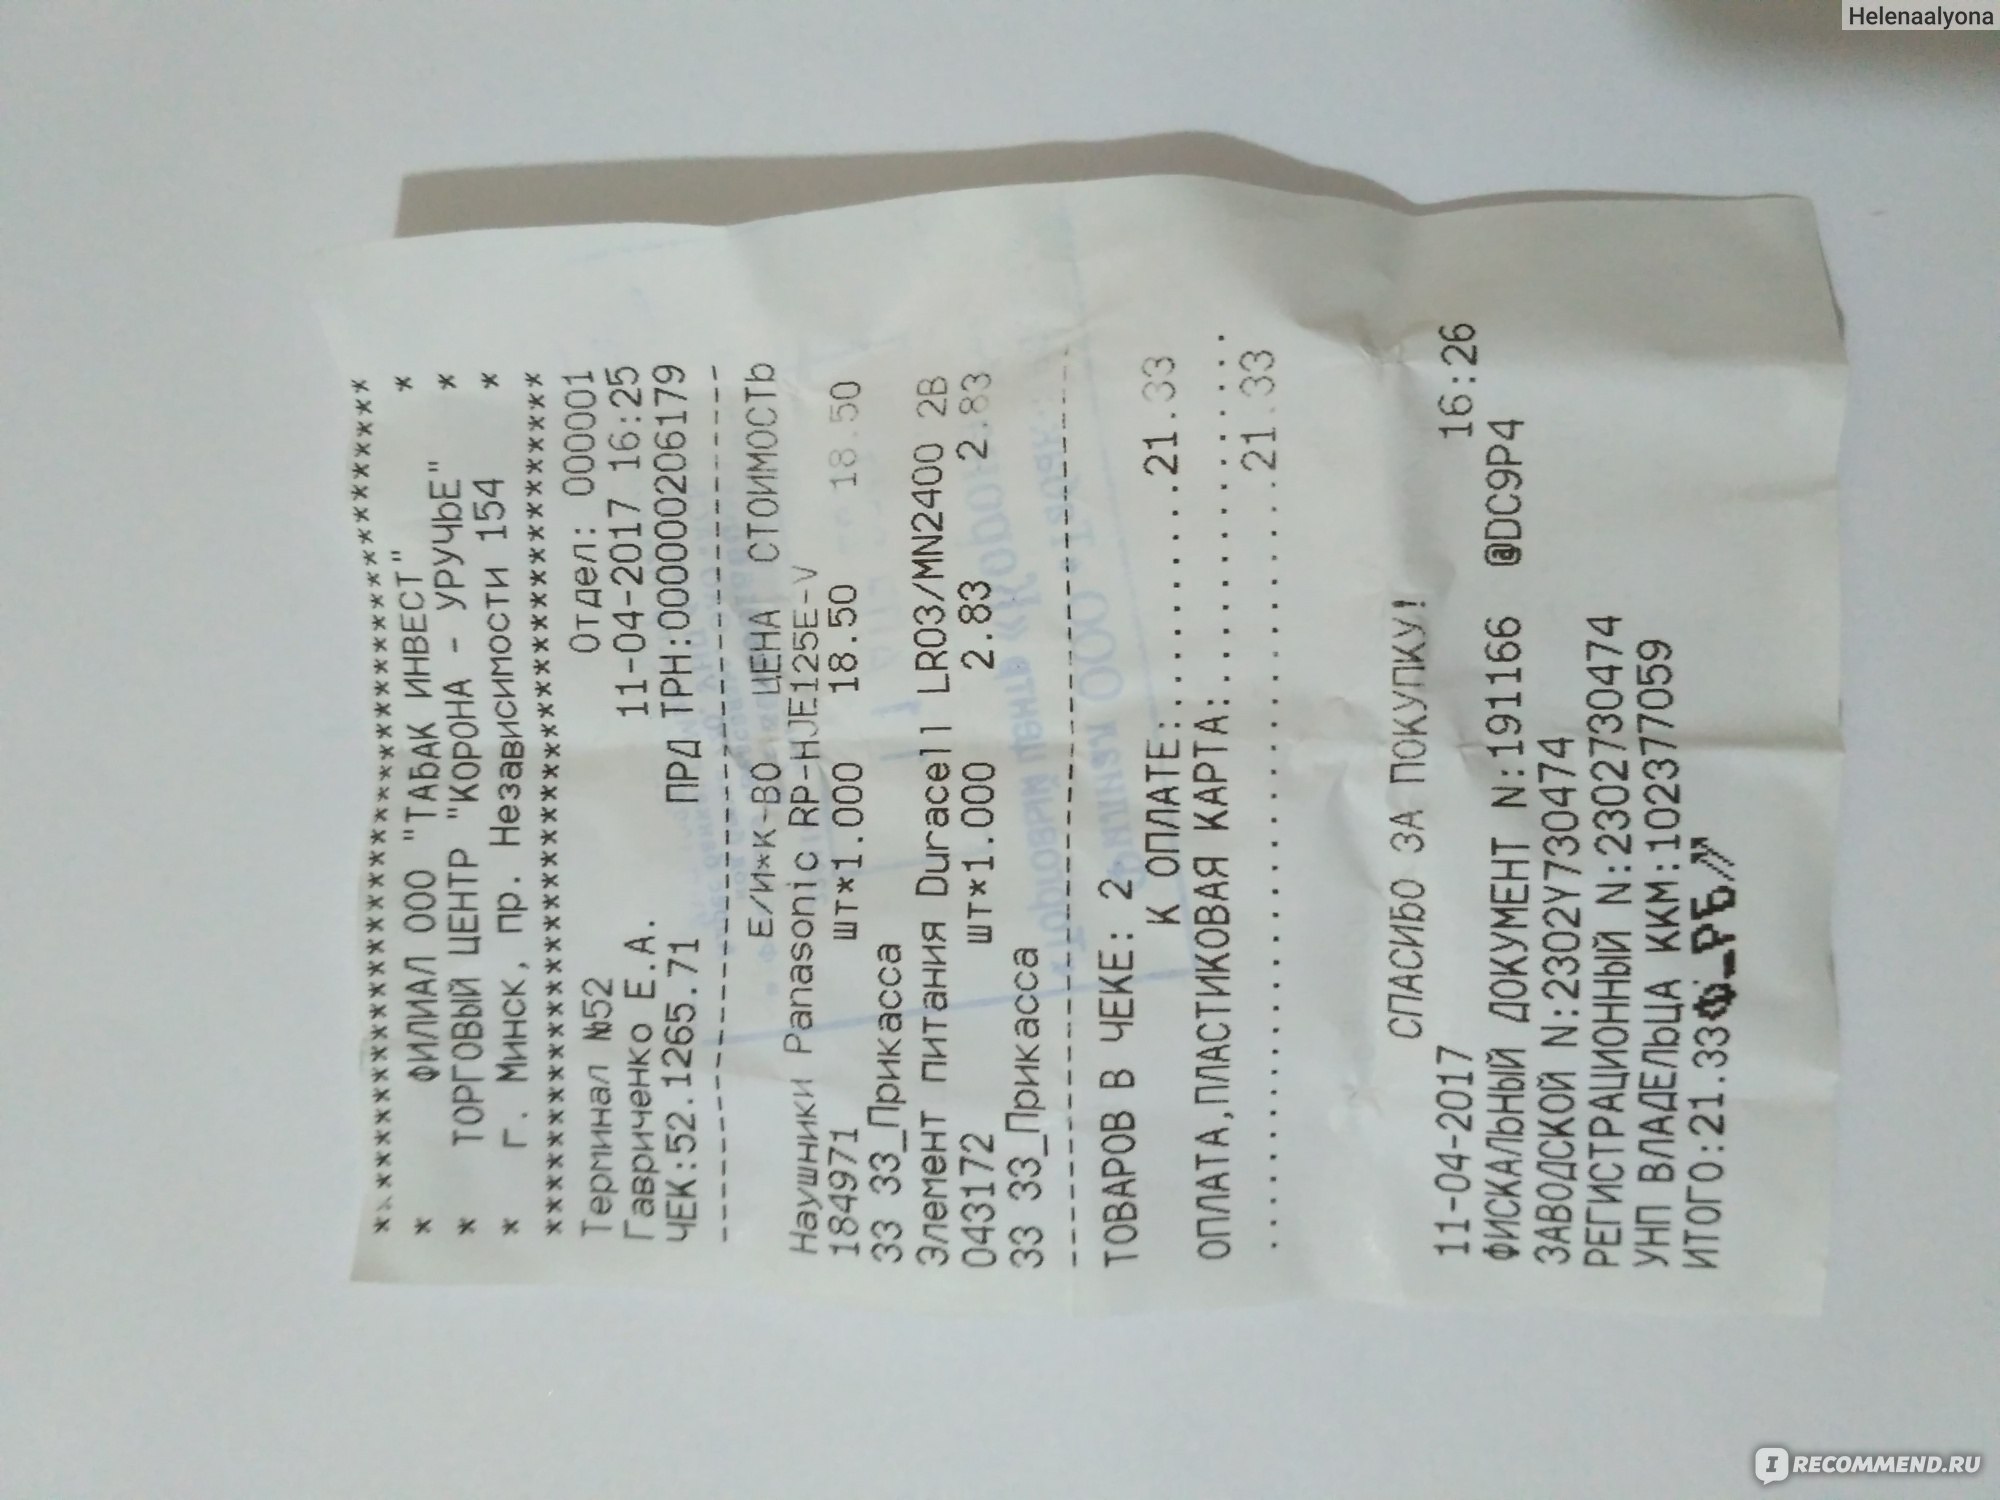 Helenaalyona
*******************************
* ФИЛИАЛ ООО "ТАБАК ИНВЕСТ" *
* ТОРГОВЫЙ ЦЕНТР "КОРОНА - УРУЧЬЕ" *
* г. Минск, пр. Независимости 154 *
*******************************
Терминал №52 Отдел: 000001
Гавриченко Е.А. 11-04-2017 16:25
ЧЕК:52.1265.71 ПРД ТРН:000000206179
Е/И*К-ВО ЦЕНА СТОИМОСТЬ
Наушники Panasonic RP-HJE125E-V
184971 шт*1.000 18.50 18.50
33 33_Прикасса
Элемент питания Duracell LR03/MN2400 2B
043172 шт*1.000 2.83 2.83
33 33_Прикасса
ТОВАРОВ В ЧЕКЕ: 2
К ОПЛАТЕ:.........21.33
ОПЛАТА,ПЛАСТИКОВАЯ КАРТА:
21.33
СПАСИБО ЗА ПОКУПКУ!
11-04-2017 16:26
ФИСКАЛЬНЫЙ ДОКУМЕНТ N:191166 @DC9P4
ЗАВОДСКОЙ N:2302Y730474
РЕГИСТРАЦИОННЫЙ N:2302730474
УНП ВЛАДЕЛЬЦА ККМ:102377059
ИТОГО:21.33
IRECOMMEND.RU